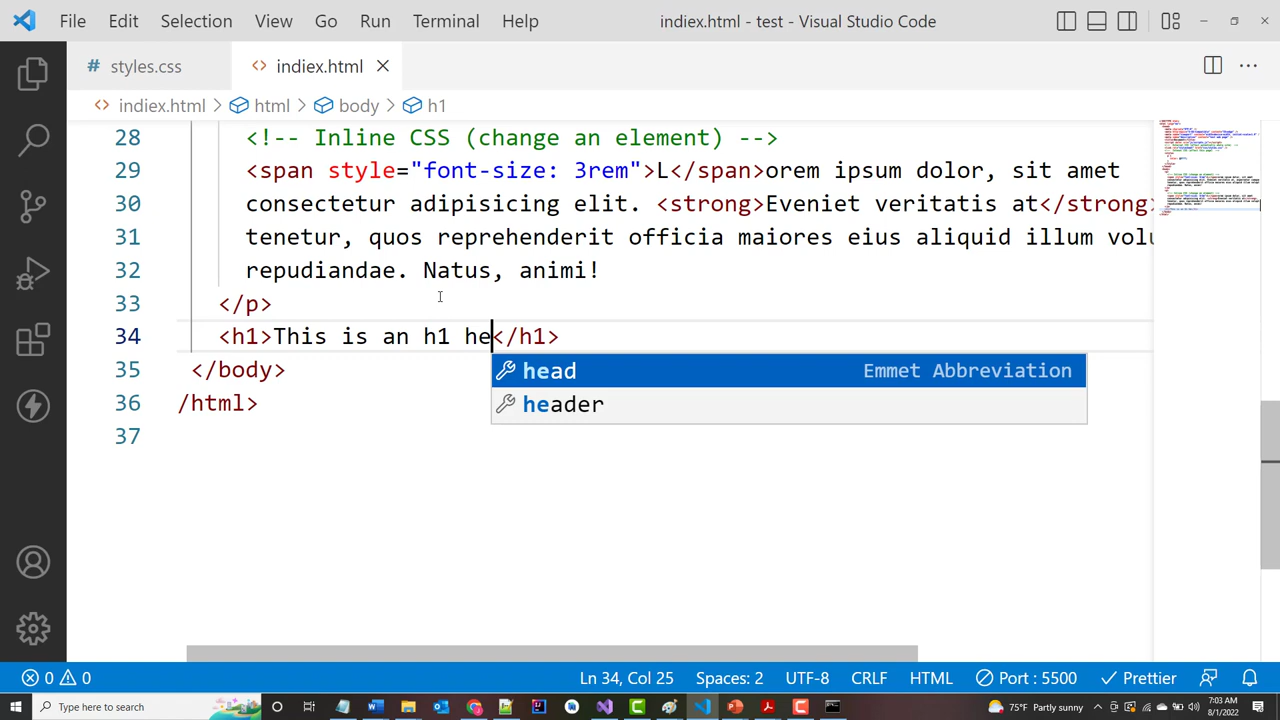 File Edit Selection View Go Run Terminal Help indiex.html - test - Visual Studio Code
# styles.css <> indiex.html
<> indiex.html > html > body > h1
28 <!-- Inline CSS (change an element) -->
29 <span style="font-size: 3rem">L</span>orem ipsum dolor, sit amet
30 consectetur adipisicing elit. <strong>Eveniet veritatis at</strong>
31 tenetur, quos reprehenderit officia maiores eius aliquid illum volu
32 repudiandae. Natus, animi!
33 </p>
34 <h1>This is an h1 he</h1>
head Emmet Abbreviation
35 </body>
header
36 /html>
37
0 0 Ln 34, Col 25 Spaces: 2 UTF-8 CRLF HTML Port : 5500 Prettier
Type here to search 75°F Partly sunny 7:03 AM
8/1/2022